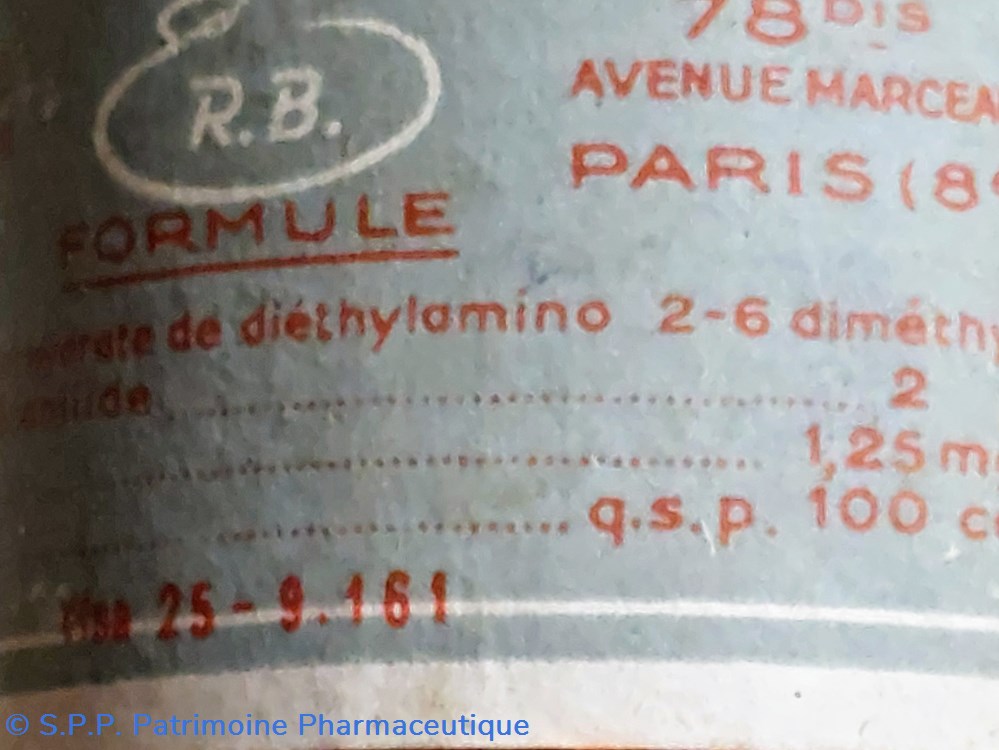 78 bis
AVENUE MARCEA
PARIS (8
R.B.
FORMULE
de diéthylamino 2-6 diméthy
2
1,25 m
q.s.p. 100 c
Visa 25-9.161
© S.P.P. Patrimoine Pharmaceutique